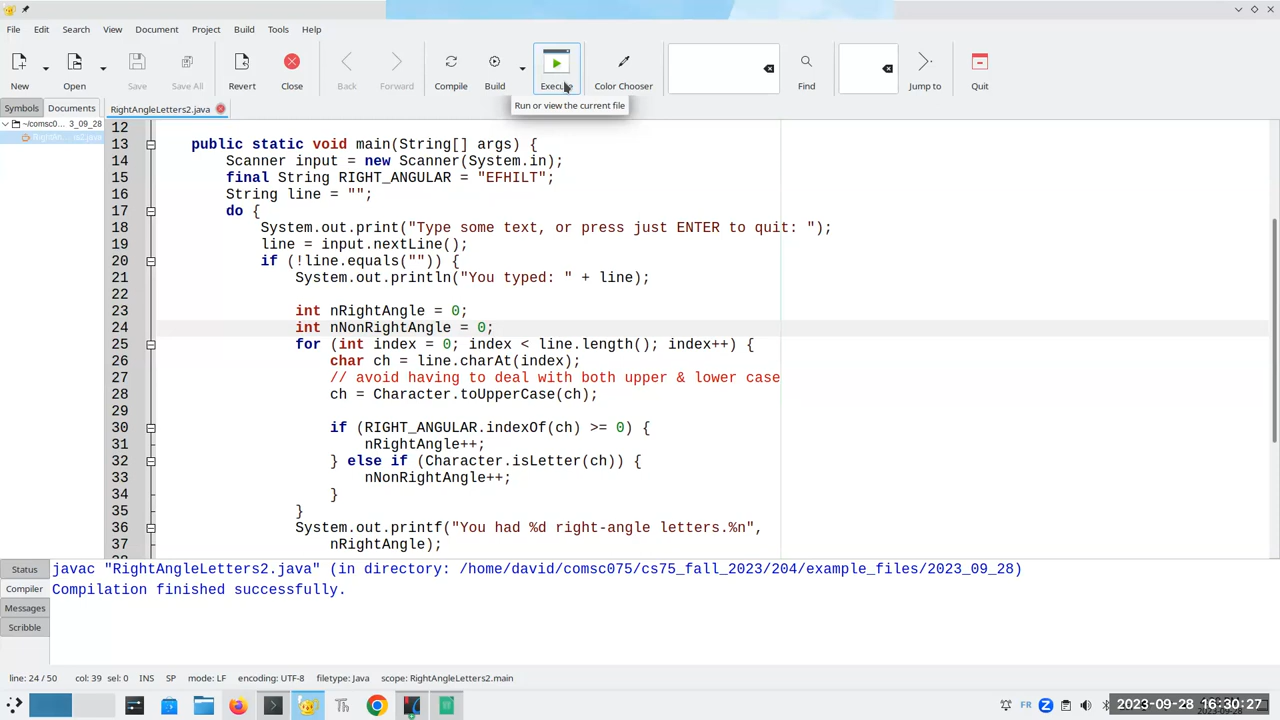 File Edit Search View Document Project Build Tools Help
New Open Save Save All Revert Close Back Forward Compile Build Execute Color Chooser Find Jump to Quit
Run or view the current file
Symbols Documents RightAngleLetters2.java
~/comsc0... 3_09_28
12
13 public static void main(String[] args) {
14 Scanner input = new Scanner(System.in);
15 final String RIGHT_ANGULAR = "EFHILT";
16 String line = "";
17 do {
18 System.out.print("Type some text, or press just ENTER to quit: ");
19 line = input.nextLine();
20 if (!line.equals("")) {
21 System.out.println("You typed: " + line);
22
23 int nRightAngle = 0;
24 int nNonRightAngle = 0;
25 for (int index = 0; index < line.length(); index++) {
26 char ch = line.charAt(index);
27 // avoid having to deal with both upper & lower case
28 ch = Character.toUpperCase(ch);
29
30 if (RIGHT_ANGULAR.indexOf(ch) >= 0) {
31 nRightAngle++;
32 } else if (Character.isLetter(ch)) {
33 nNonRightAngle++;
34 }
35 }
36 System.out.printf("You had %d right-angle letters.%n",
37 nRightAngle);
Status
Compiler
Messages
Scribble
javac "RightAngleLetters2.java" (in directory: /home/david/comsc075/cs75_fall_2023/204/example_files/2023_09_28)
Compilation finished successfully.
line: 24 / 50 col: 39 sel: 0 INS SP mode: LF encoding: UTF-8 filetype: Java scope: RightAngleLetters2.main
FR
2023-09-28 16:30:27